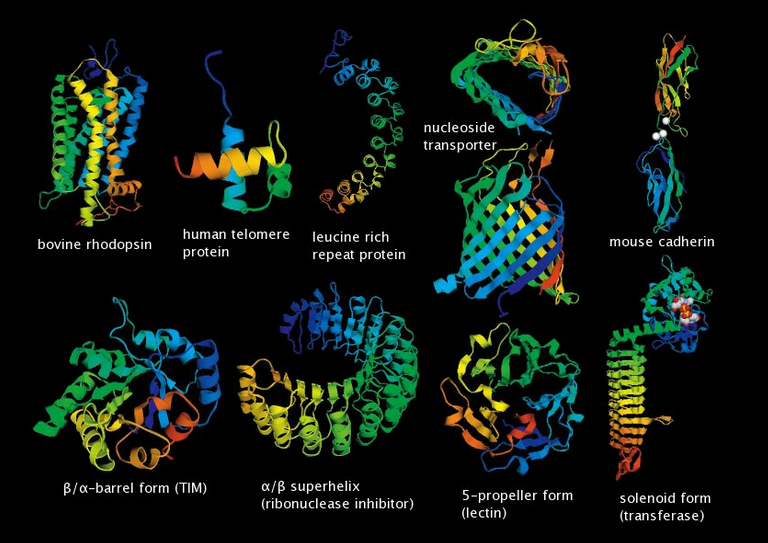 nucleoside
transporter
bovine rhodopsin
human telomere
protein
leucine rich
repeat protein
mouse cadherin
β/α-barrel form (TIM)
α/β superhelix
(ribonuclease inhibitor)
5-propeller form
(lectin)
solenoid form
(transferase)